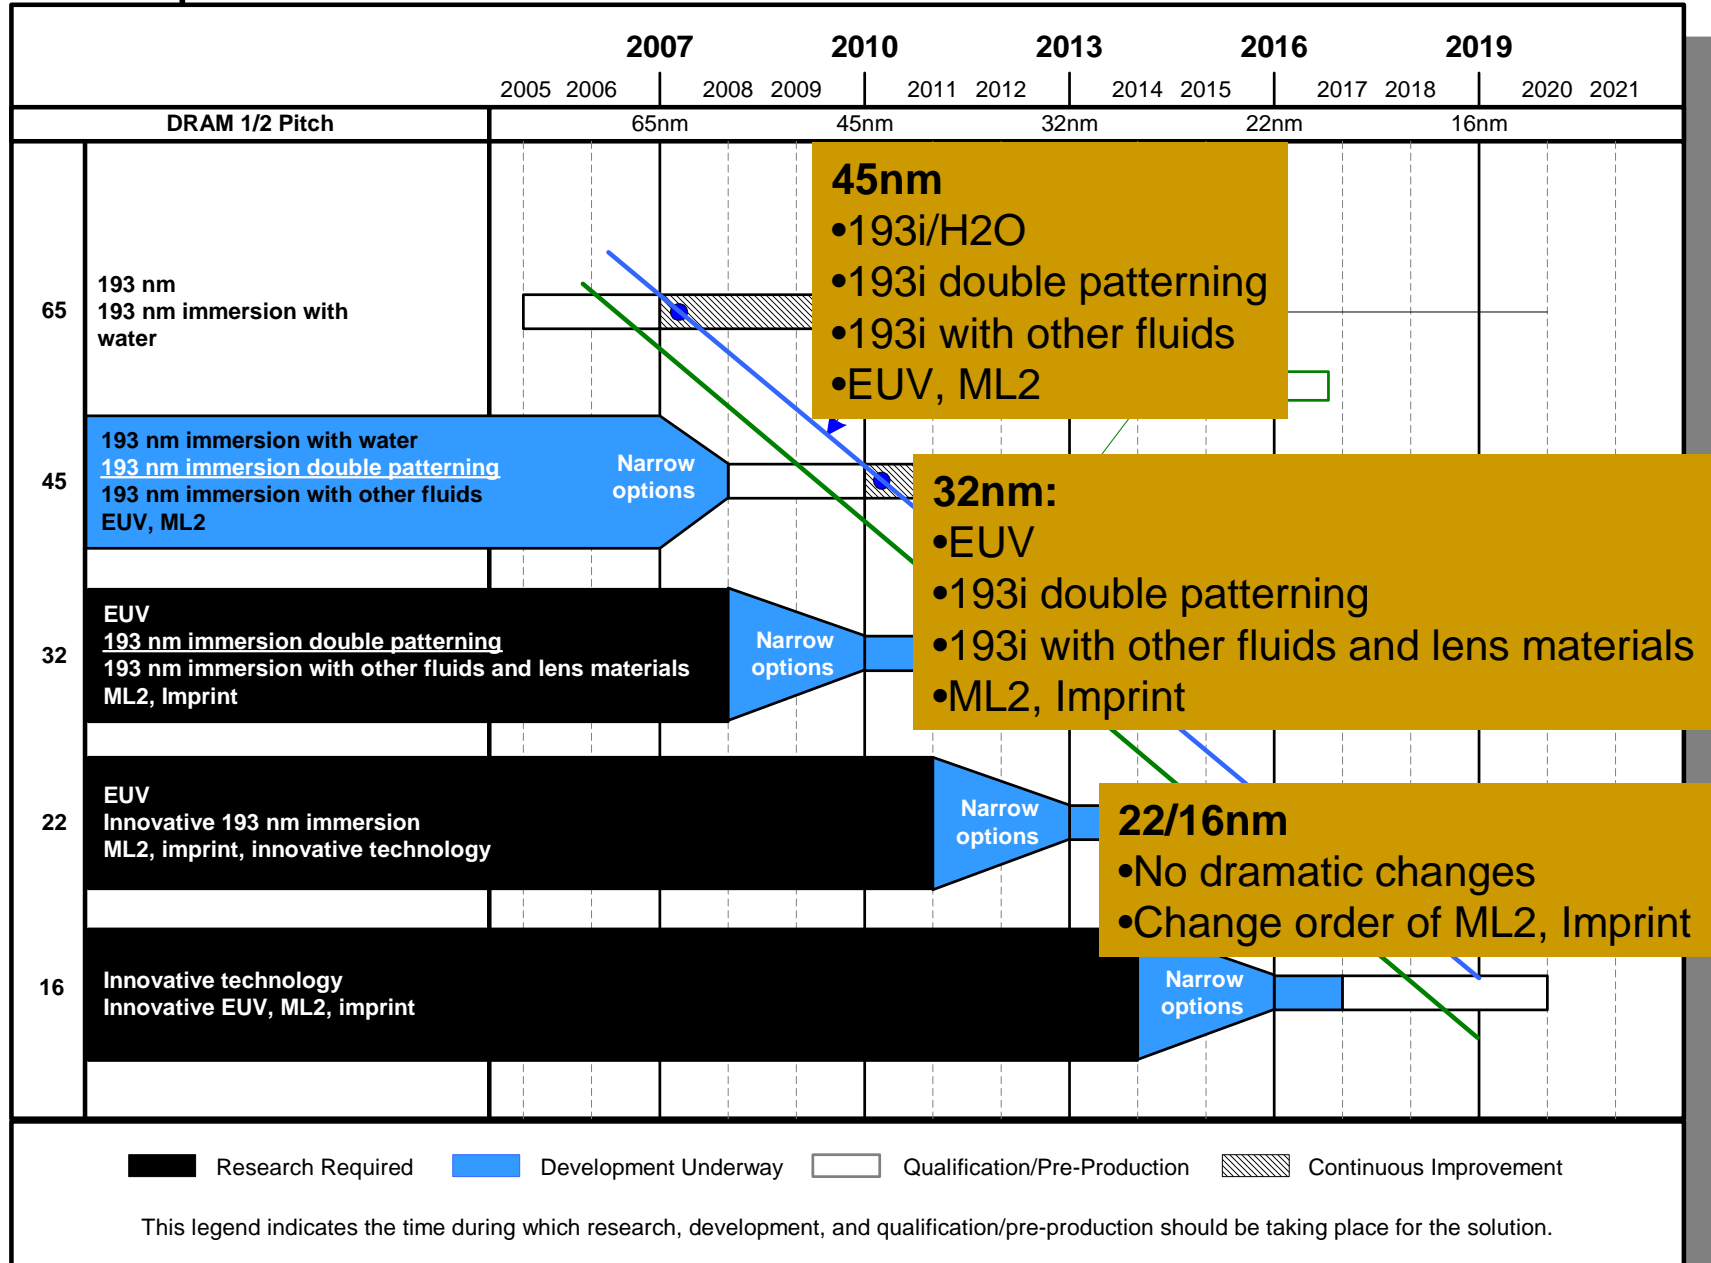 2007 2010 2013 2016 2019
2005 2006 2008 2009 2011 2012 2014 2015 2017 2018 2020 2021
DRAM 1/2 Pitch 65nm 45nm 32nm 22nm 16nm
65
193 nm
193 nm immersion with
water
45nm
•193i/H2O
•193i double patterning
•193i with other fluids
•EUV, ML2
45
193 nm immersion with water
193 nm immersion double patterning
193 nm immersion with other fluids
EUV, ML2
Narrow
options
32nm:
•EUV
•193i double patterning
•193i with other fluids and lens materials
•ML2, Imprint
32
EUV
193 nm immersion double patterning
193 nm immersion with other fluids and lens materials
ML2, Imprint
Narrow
options
22
EUV
Innovative 193 nm immersion
ML2, imprint, innovative technology
Narrow
options
22/16nm
•No dramatic changes
•Change order of ML2, Imprint
16
Innovative technology
Innovative EUV, ML2, imprint
Narrow
options
Research Required Development Underway Qualification/Pre-Production Continuous Improvement
This legend indicates the time during which research, development, and qualification/pre-production should be taking place for the solution.